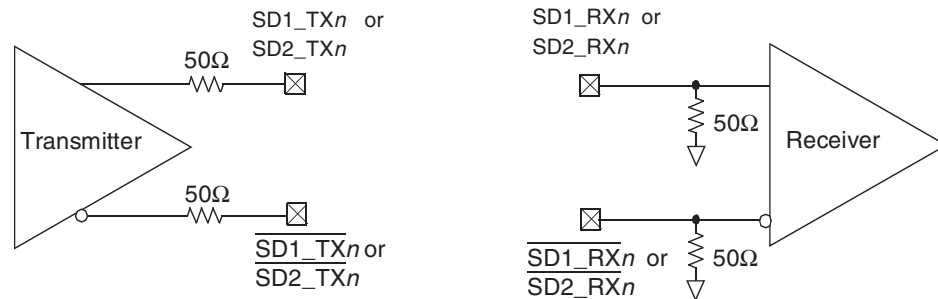 SD1_TXn or
SD2_TXn
50Ω
Transmitter
50Ω
SD1_TXn or
SD2_TXn
SD1_RXn or
SD2_RXn
50Ω
Receiver
SD1_RXn or
SD2_RXn
50Ω